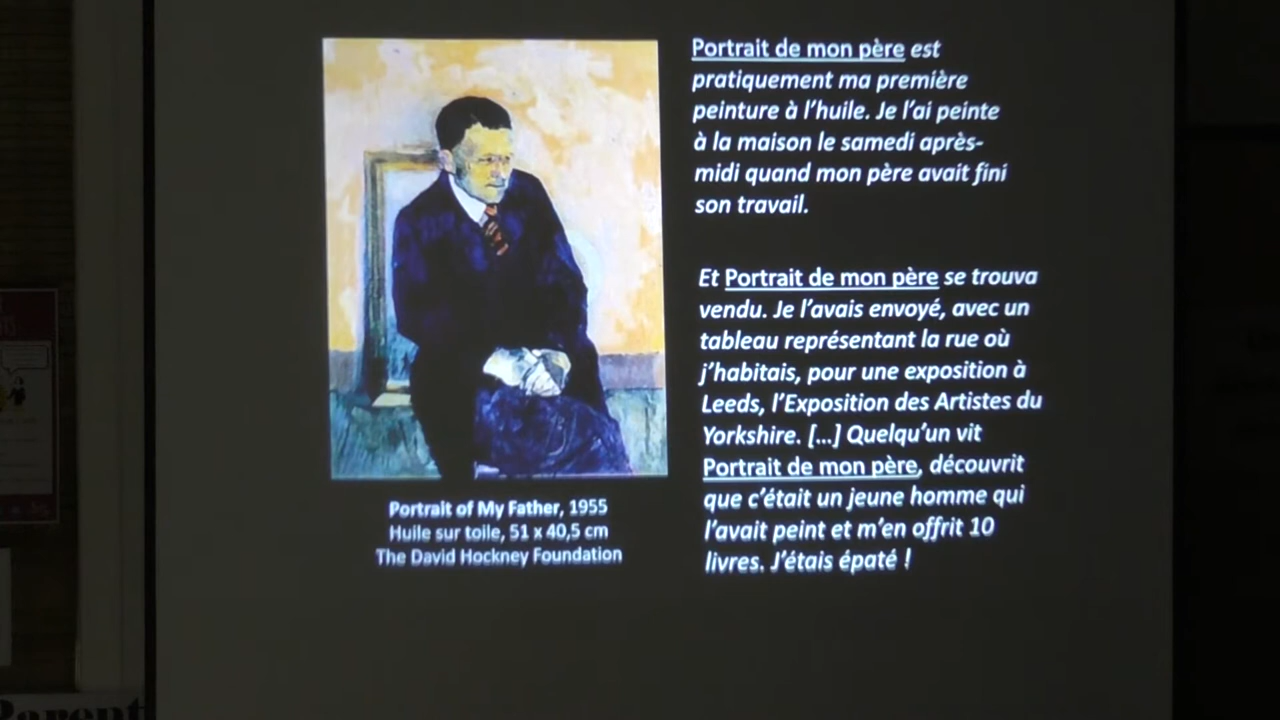 Portrait de mon père est
pratiquement ma première
peinture à l'huile. Je l'ai peinte
à la maison le samedi après-
midi quand mon père avait fini
son travail.
Et Portrait de mon père se trouva
vendu. Je l'avais envoyé, avec un
tableau représentant la rue où
j'habitais, pour une exposition à
Leeds, l'Exposition des Artistes du
Yorkshire. [...] Quelqu'un vit
Portrait de mon père, découvrit
que c'était un jeune homme qui
l'avait peint et m'en offrit 10
livres. J'étais épaté !
Portrait of My Father, 1955
Huile sur toile, 51 x 40,5 cm
The David Hockney Foundation
Parent